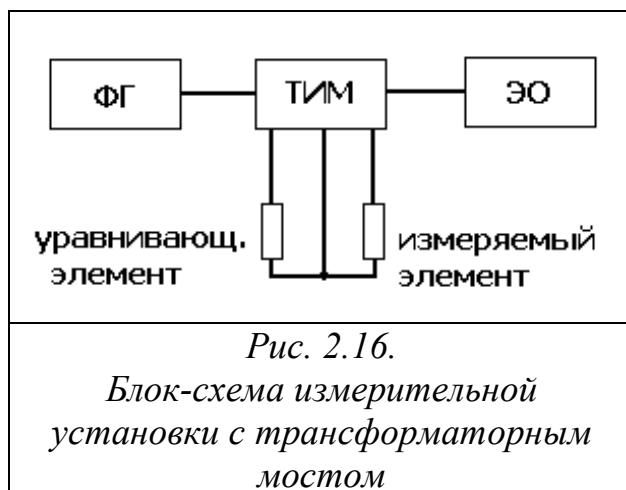 ФГ ТИМ ЭО
уравнивающ. измеряемый
элемент элемент
Рис. 2.16.
Блок-схема измерительной
установки с трансформаторным
мостом